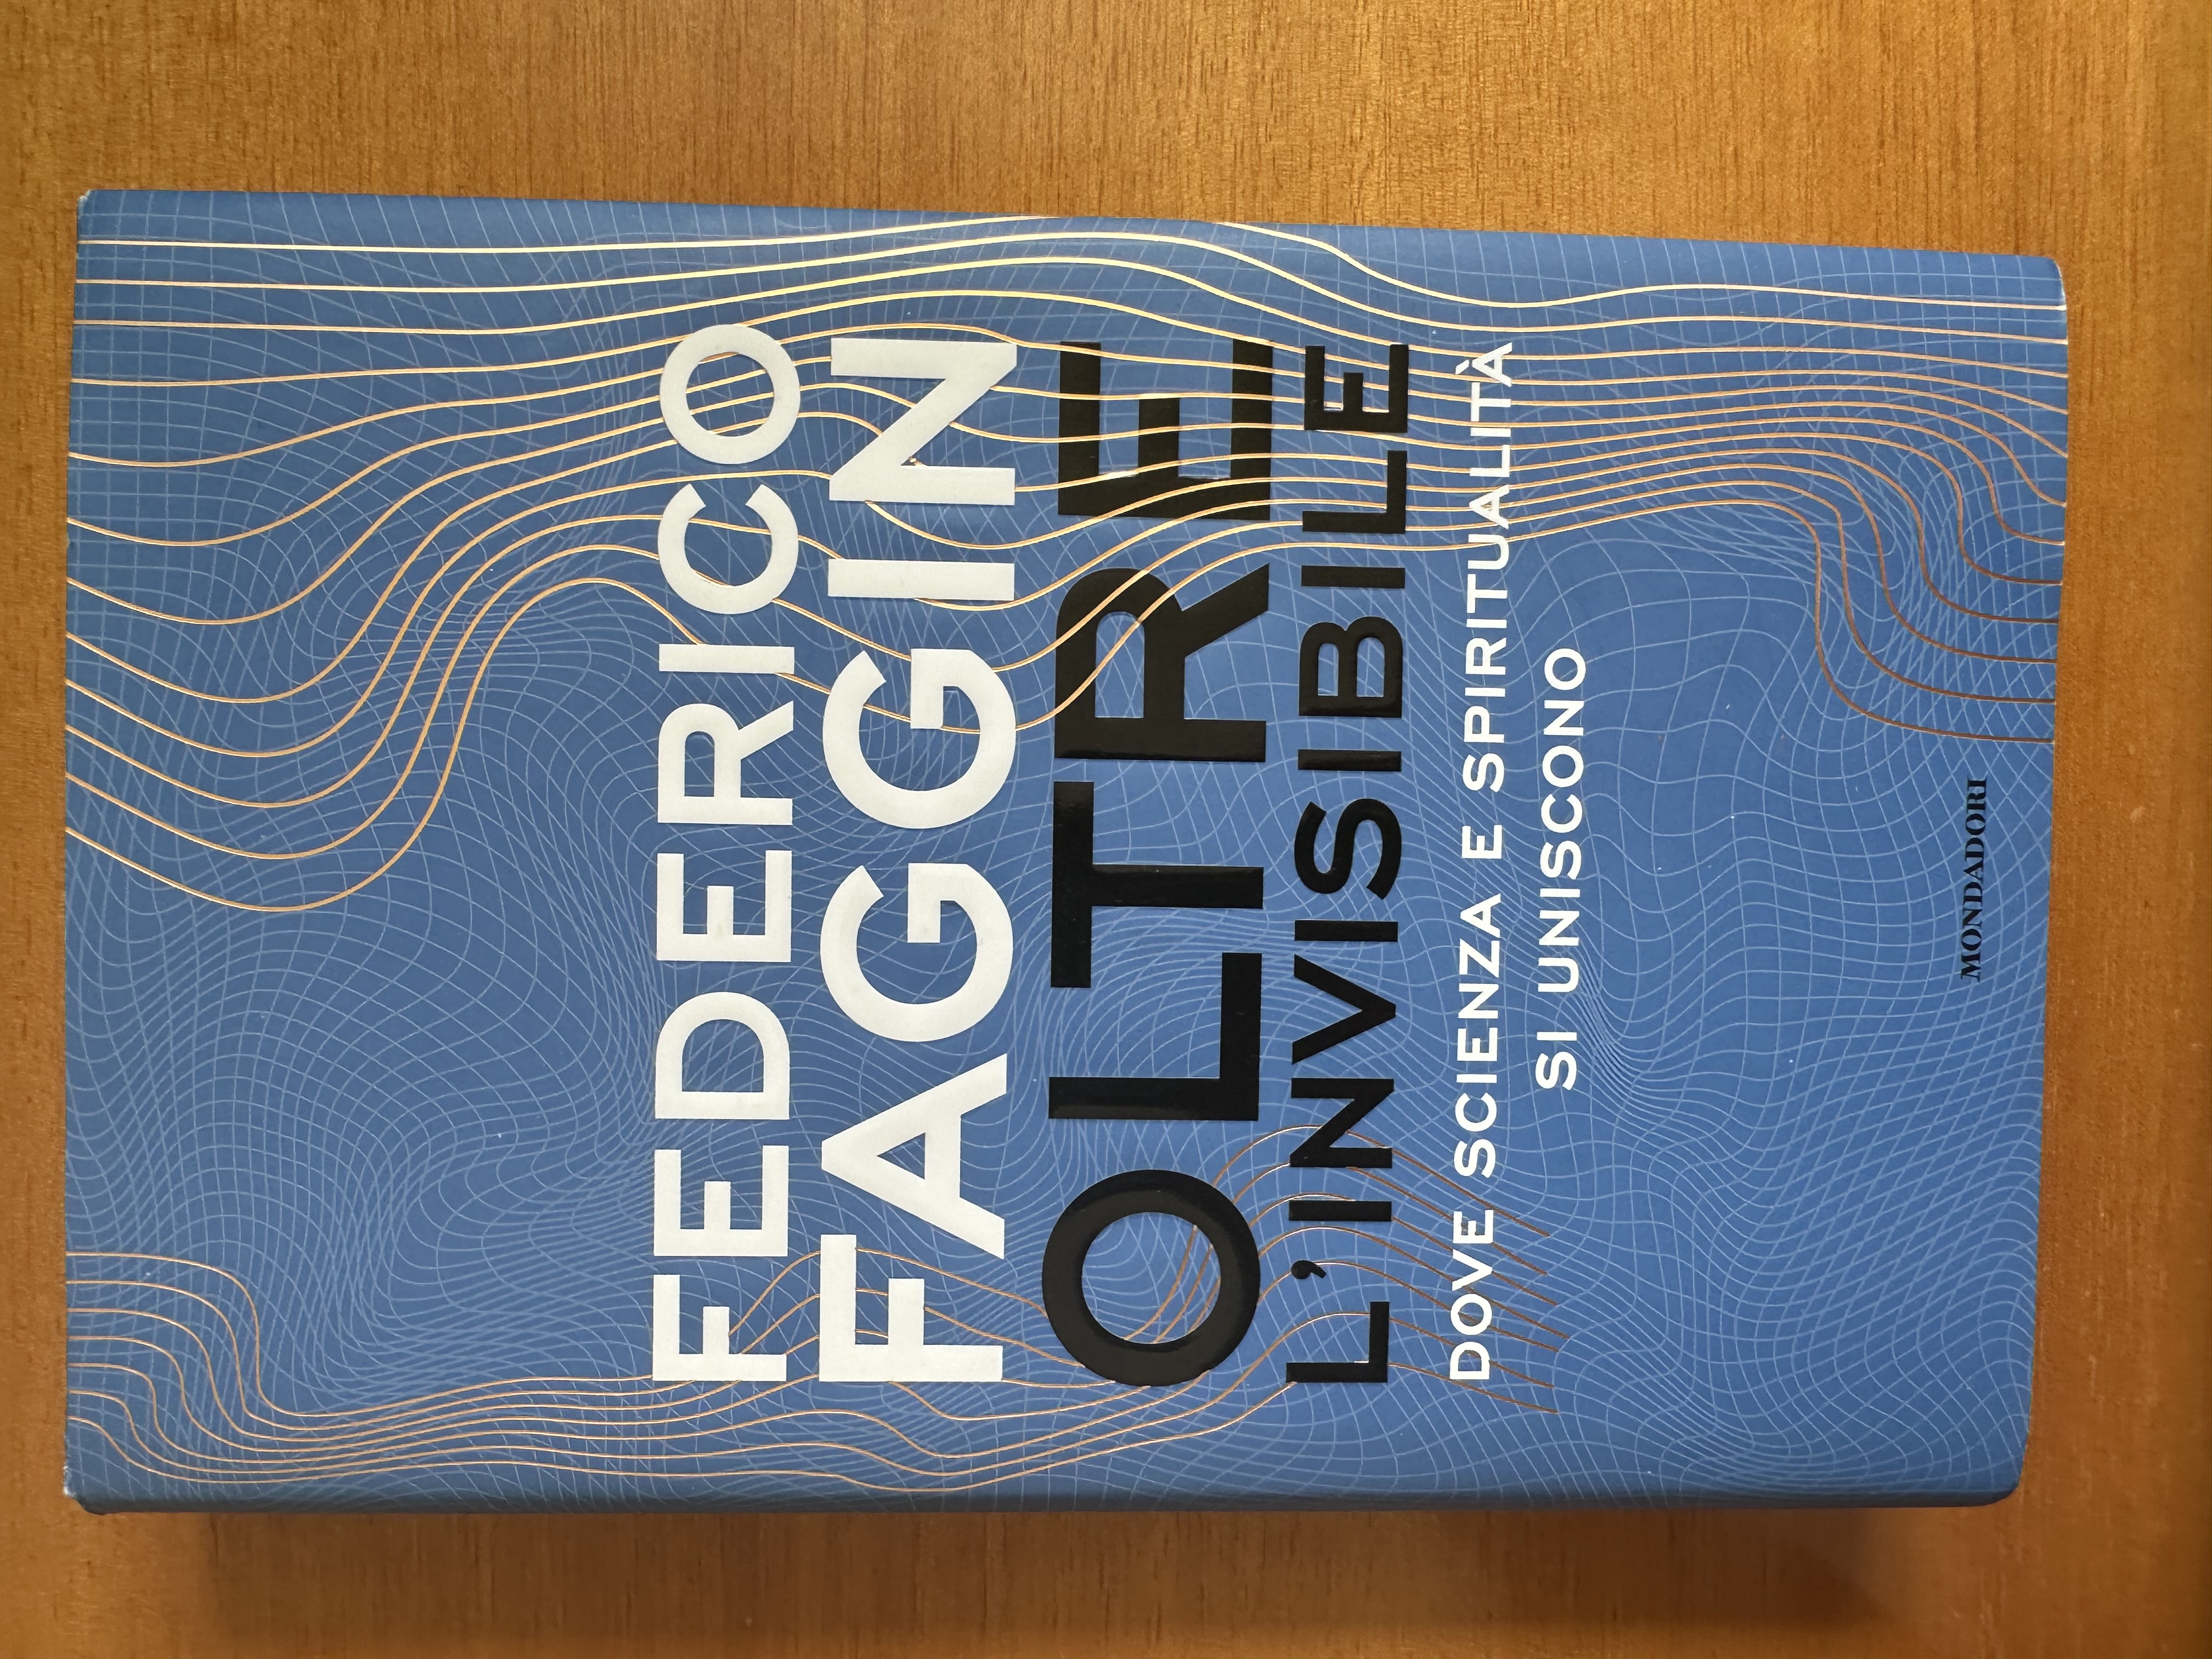 FEDERICO
FAGGIN
OLTRE
L'INVISIBILE
DOVE SCIENZA E SPIRITUALITÀ
SI UNISCONO
MONDADORI